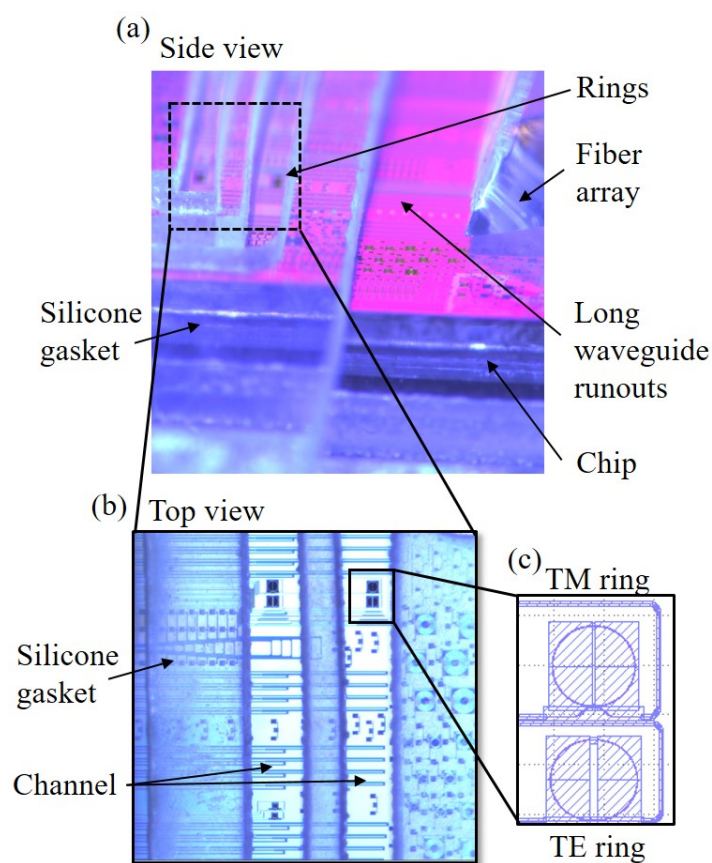 (a)
Side view
Rings
Fiber
array
Silicone
gasket
Long
waveguide
runouts
Chip
(b)
Top view
(c)
TM ring
Silicone
gasket
Channel
TE ring